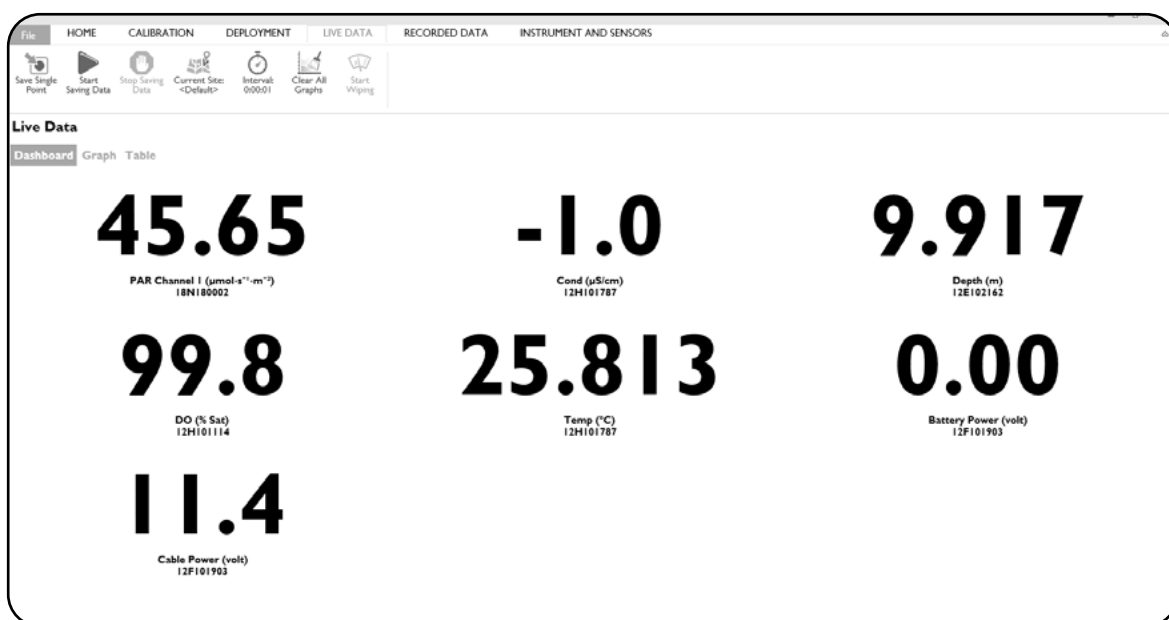 File HOME CALIBRATION DEPLOYMENT LIVE DATA RECORDED DATA INSTRUMENT AND SENSORS
Save Single Point
Start Saving Data
Stop Saving Data
Current Site: <Default>
Interval: 0:00:01
Clear All Graphs
Start Wiping
Live Data
Dashboard Graph Table
45.65
PAR Channel 1 (µmol·s⁻¹·m⁻²)
18N180002
-1.0
Cond (µS/cm)
12H101787
9.917
Depth (m)
12E102162
99.8
DO (% Sat)
12H101114
25.813
Temp (°C)
12H101787
0.00
Battery Power (volt)
12F101903
11.4
Cable Power (volt)
12F101903